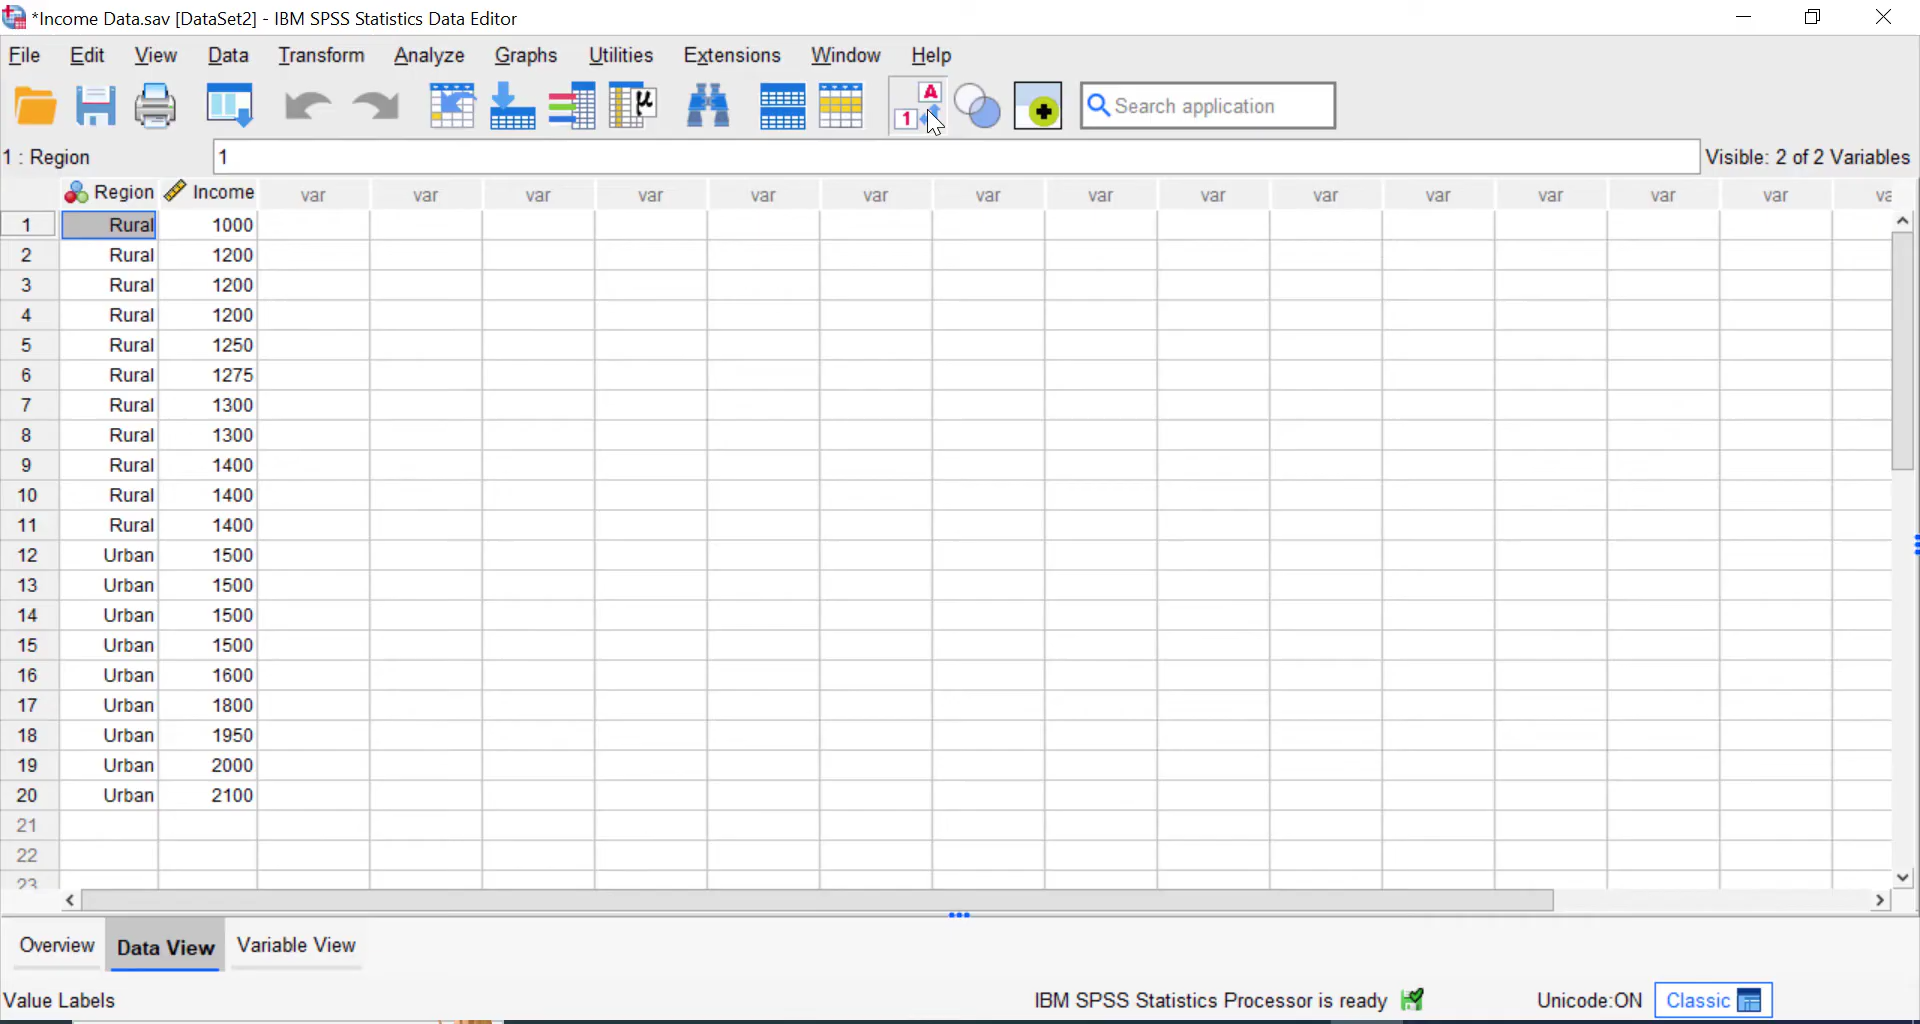 *Income Data.sav [DataSet2] - IBM SPSS Statistics Data Editor
File Edit View Data Transform Analyze Graphs Utilities Extensions Window Help
A 1 µ Search application
1 : Region 1 Visible: 2 of 2 Variables
Region Income var var var var var var var var var var var var var var va
1 Rural 1000
2 Rural 1200
3 Rural 1200
4 Rural 1200
5 Rural 1250
6 Rural 1275
7 Rural 1300
8 Rural 1300
9 Rural 1400
10 Rural 1400
11 Rural 1400
12 Urban 1500
13 Urban 1500
14 Urban 1500
15 Urban 1500
16 Urban 1600
17 Urban 1800
18 Urban 1950
19 Urban 2000
20 Urban 2100
21
22
23
Overview Data View Variable View
Value Labels IBM SPSS Statistics Processor is ready Unicode:ON Classic